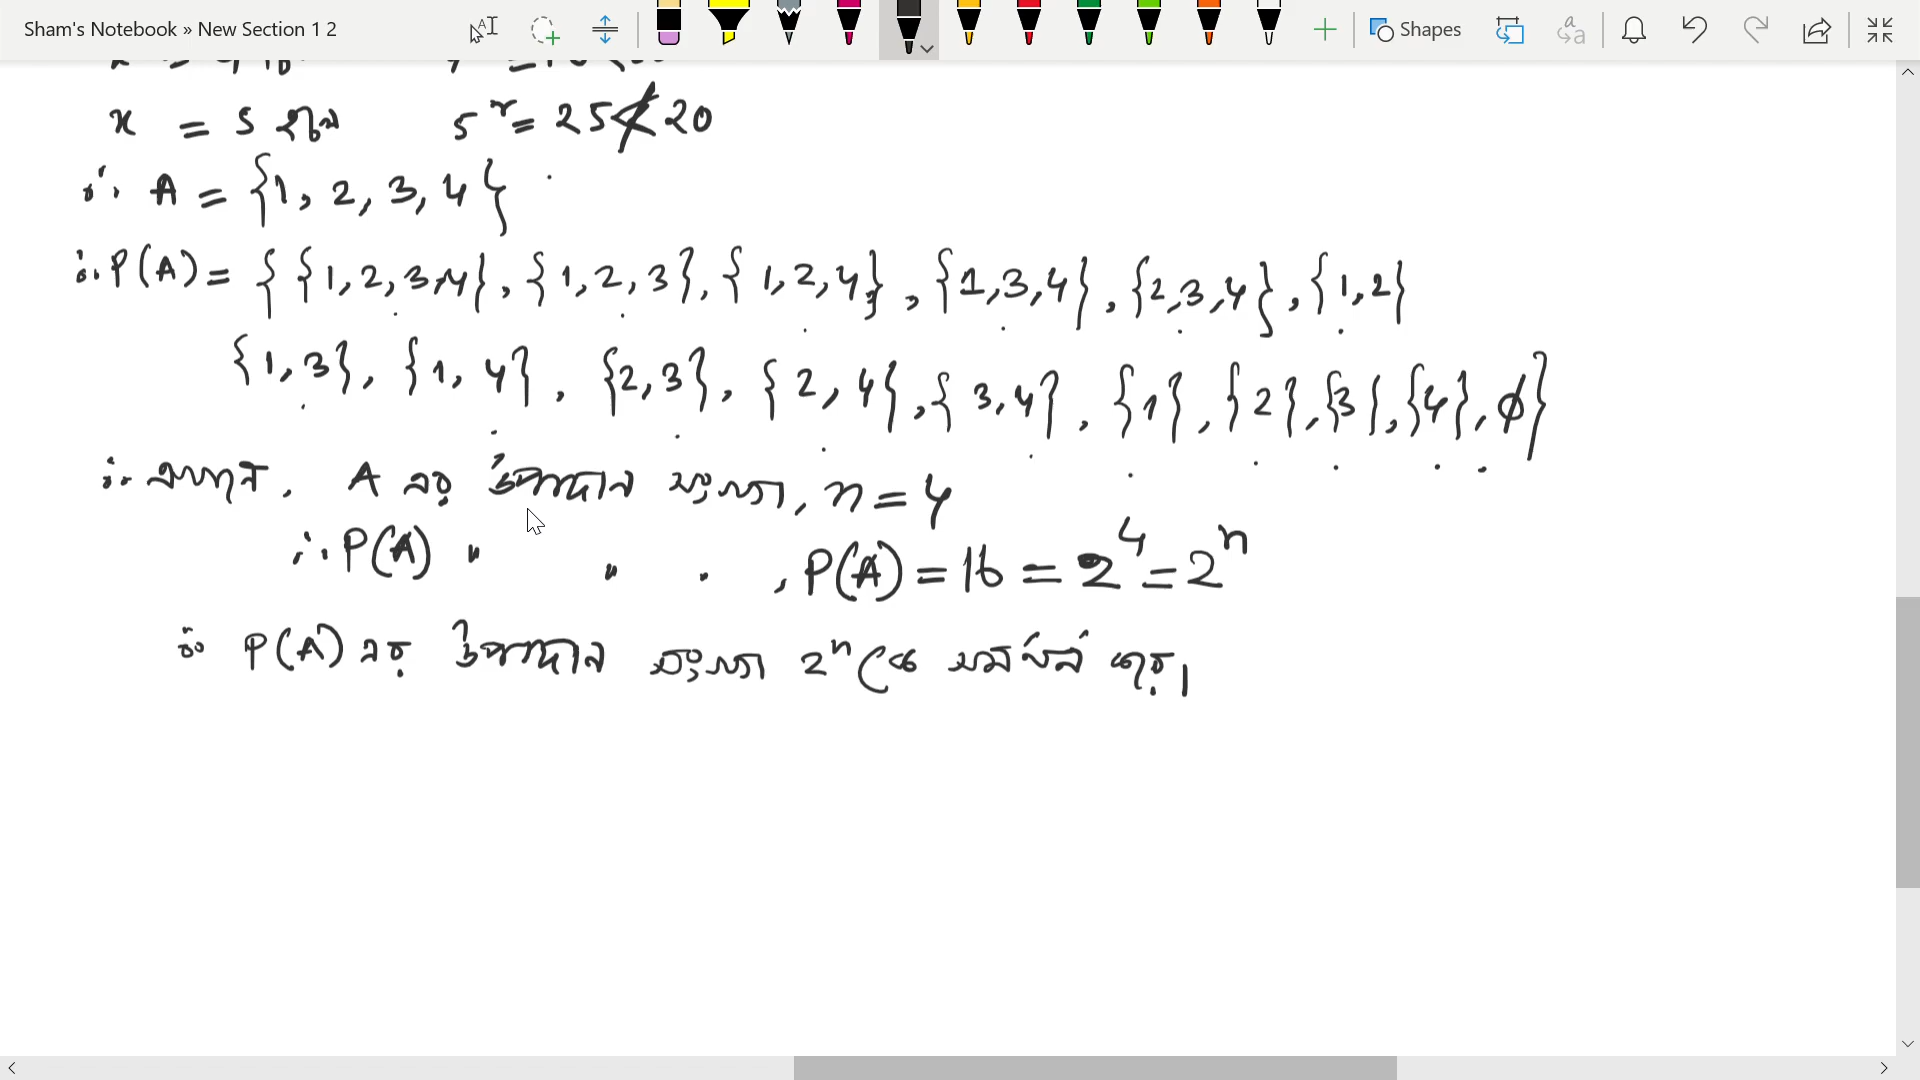 Sham's Notebook » New Section 1 2
Shapes
x = 5 হলে 5² = 25 ≮ 20
∴ A = {1, 2, 3, 4}
∴ P(A) = { {1,2,3,4}, {1,2,3}, {1,2,4}, {1,3,4}, {2,3,4}, {1,2}
{1,3}, {1,4}, {2,3}, {2,4}, {3,4}, {1}, {2}, {3}, {4}, ϕ}
∴ এখানে, A এর উপাদান সংখ্যা, n = 4
∴ P(A) " " " , P(A) = 16 = 2⁴ = 2ⁿ
∴ P(A) এর উপাদান সংখ্যা 2ⁿ কে সমর্থন করে।